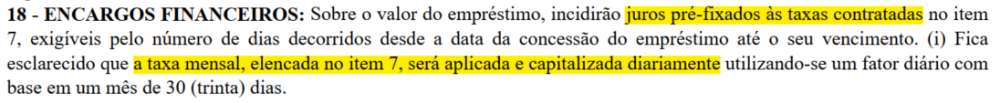 18 - ENCARGOS FINANCEIROS: Sobre o valor do empréstimo, incidirão juros pré-fixados às taxas contratadas no item
7, exigíveis pelo número de dias decorridos desde a data da concessão do empréstimo até o seu vencimento. (i) Fica
esclarecido que a taxa mensal, elencada no item 7, será aplicada e capitalizada diariamente utilizando-se um fator diário com
base em um mês de 30 (trinta) dias.